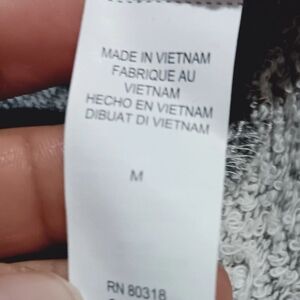 MADE IN VIETNAM
FABRIQUE AU
VIETNAM
HECHO EN VIETNAM
DIBUAT DI VIETNAM
M
RN 80318